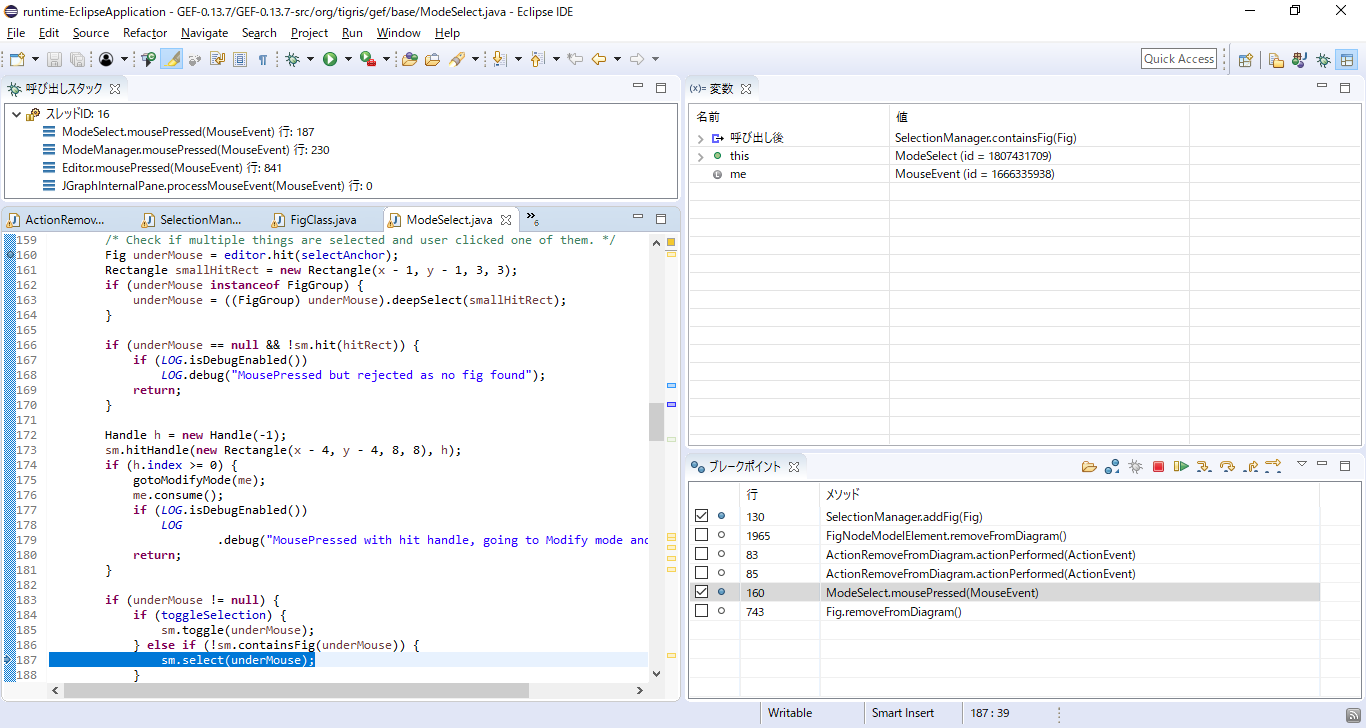 runtime-EclipseApplication - GEF-0.13.7/GEF-0.13.7-src/org/tigris/gef/base/ModeSelect.java - Eclipse IDE
File Edit Source Refactor Navigate Search Project Run Window Help
Quick Access
呼び出しスタック
スレッドID: 16
ModeSelect.mousePressed(MouseEvent) 行: 187
ModeManager.mousePressed(MouseEvent) 行: 230
Editor.mousePressed(MouseEvent) 行: 841
JGraphInternalPane.processMouseEvent(MouseEvent) 行: 0
ActionRemov... SelectionMan... FigClass.java ModeSelect.java »6
159 /* Check if multiple things are selected and user clicked one of them. */
160 Fig underMouse = editor.hit(selectAnchor);
161 Rectangle smallHitRect = new Rectangle(x - 1, y - 1, 3, 3);
162 if (underMouse instanceof FigGroup) {
163 underMouse = ((FigGroup) underMouse).deepSelect(smallHitRect);
164 }
165
166 if (underMouse == null && !sm.hit(hitRect)) {
167 if (LOG.isDebugEnabled())
168 LOG.debug("MousePressed but rejected as no fig found");
169 return;
170 }
171
172 Handle h = new Handle(-1);
173 sm.hitHandle(new Rectangle(x - 4, y - 4, 8, 8), h);
174 if (h.index >= 0) {
175 gotoModifyMode(me);
176 me.consume();
177 if (LOG.isDebugEnabled())
178 LOG
179 .debug("MousePressed with hit handle, going to Modify mode and
180 return;
181 }
182
183 if (underMouse != null) {
184 if (toggleSelection) {
185 sm.toggle(underMouse);
186 } else if (!sm.containsFig(underMouse)) {
187 sm.select(underMouse);
188 }
(x)= 変数
名前 値
呼び出し後 SelectionManager.containsFig(Fig)
this ModeSelect (id = 1807431709)
me MouseEvent (id = 1666335938)
ブレークポイント
行 メソッド
130 SelectionManager.addFig(Fig)
1965 FigNodeModelElement.removeFromDiagram()
83 ActionRemoveFromDiagram.actionPerformed(ActionEvent)
85 ActionRemoveFromDiagram.actionPerformed(ActionEvent)
160 ModeSelect.mousePressed(MouseEvent)
743 Fig.removeFromDiagram()
Writable Smart Insert 187 : 39